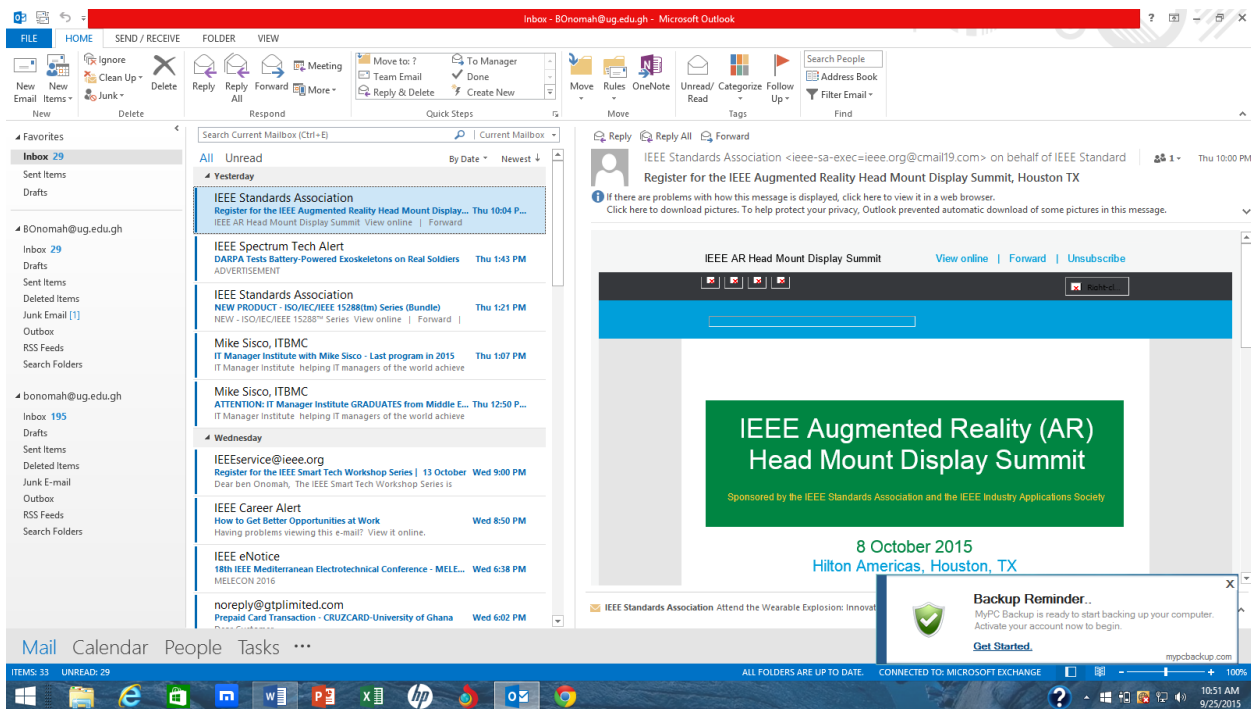 Inbox - BOnomah@ug.edu.gh - Microsoft Outlook
FILE HOME SEND / RECEIVE FOLDER VIEW
New Email
New Items
Ignore
Clean Up
Junk
Delete
Reply
Reply All
Forward
Meeting
More
Move to: ?
Team Email
Reply & Delete
To Manager
Done
Create New
Move
Rules
OneNote
Unread/ Read
Categorize
Follow Up
Search People
Address Book
Filter Email
New Delete Respond Quick Steps Move Tags Find
Favorites
Inbox 29
Sent Items
Drafts
BOnomah@ug.edu.gh
Inbox 29
Drafts
Sent Items
Deleted Items
Junk Email [1]
Outbox
RSS Feeds
Search Folders
bonomah@ug.edu.gh
Inbox 195
Drafts
Sent Items
Deleted Items
Junk E-mail
Outbox
RSS Feeds
Search Folders
Search Current Mailbox (Ctrl+E) Current Mailbox
All Unread By Date Newest
Yesterday
IEEE Standards Association
Register for the IEEE Augmented Reality Head Mount Display... Thu 10:04 P...
IEEE AR Head Mount Display Summit View online | Forward
IEEE Spectrum Tech Alert
DARPA Tests Battery-Powered Exoskeletons on Real Soldiers Thu 1:43 PM
ADVERTISEMENT
IEEE Standards Association
NEW PRODUCT - ISO/IEC/IEEE 15288(tm) Series (Bundle) Thu 1:21 PM
NEW - ISO/IEC/IEEE 15288™ Series View online | Forward |
Mike Sisco, ITBMC
IT Manager Institute with Mike Sisco - Last program in 2015 Thu 1:07 PM
IT Manager Institute helping IT managers of the world achieve
Mike Sisco, ITBMC
ATTENTION: IT Manager Institute GRADUATES from Middle E... Thu 12:50 P...
IT Manager Institute helping IT managers of the world achieve
Wednesday
IEEEservice@ieee.org
Register for the IEEE Smart Tech Workshop Series | 13 October Wed 9:00 PM
Dear ben Onomah, The IEEE Smart Tech Workshop Series is
IEEE Career Alert
How to Get Better Opportunities at Work Wed 8:50 PM
Having problems viewing this e-mail? View it online.
IEEE eNotice
18th IEEE Mediterranean Electrotechnical Conference - MELE... Wed 6:38 PM
MELECON 2016
noreply@gtplimited.com
Prepaid Card Transaction - CRUZCARD-University of Ghana Wed 6:02 PM
Reply Reply All Forward
IEEE Standards Association <ieee-sa-exec=ieee.org@cmail19.com> on behalf of IEEE Standard 1 Thu 10:00 PM
Register for the IEEE Augmented Reality Head Mount Display Summit, Houston TX
If there are problems with how this message is displayed, click here to view it in a web browser.
Click here to download pictures. To help protect your privacy, Outlook prevented automatic download of some pictures in this message.
IEEE AR Head Mount Display Summit View online | Forward | Unsubscribe
IEEE Augmented Reality (AR)
Head Mount Display Summit
Sponsored by the IEEE Standards Association and the IEEE Industry Applications Society
8 October 2015
Hilton Americas, Houston, TX
IEEE Standards Association Attend the Wearable Explosion:
Backup Reminder..
MyPC Backup is ready to start backing up your computer.
Activate your account now to begin.
Get Started.
mypcbackup.com
Mail Calendar People Tasks
ITEMS: 33 UNREAD: 29 ALL FOLDERS ARE UP TO DATE. CONNECTED TO: MICROSOFT EXCHANGE 100%
10:51 AM
9/25/2015